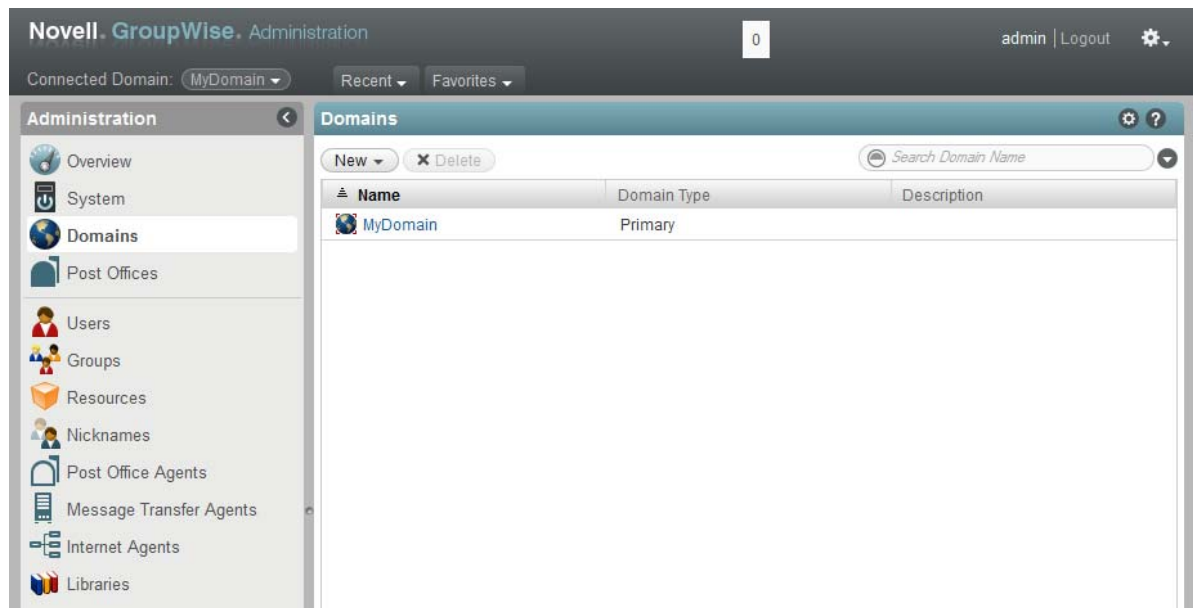 Novell. GroupWise. Administration
0
admin | Logout
Connected Domain: MyDomain
Recent
Favorites
Administration
Overview
System
Domains
Post Offices
Users
Groups
Resources
Nicknames
Post Office Agents
Message Transfer Agents
Internet Agents
Libraries
Domains
?
New
Delete
Search Domain Name
Name Domain Type Description
MyDomain Primary